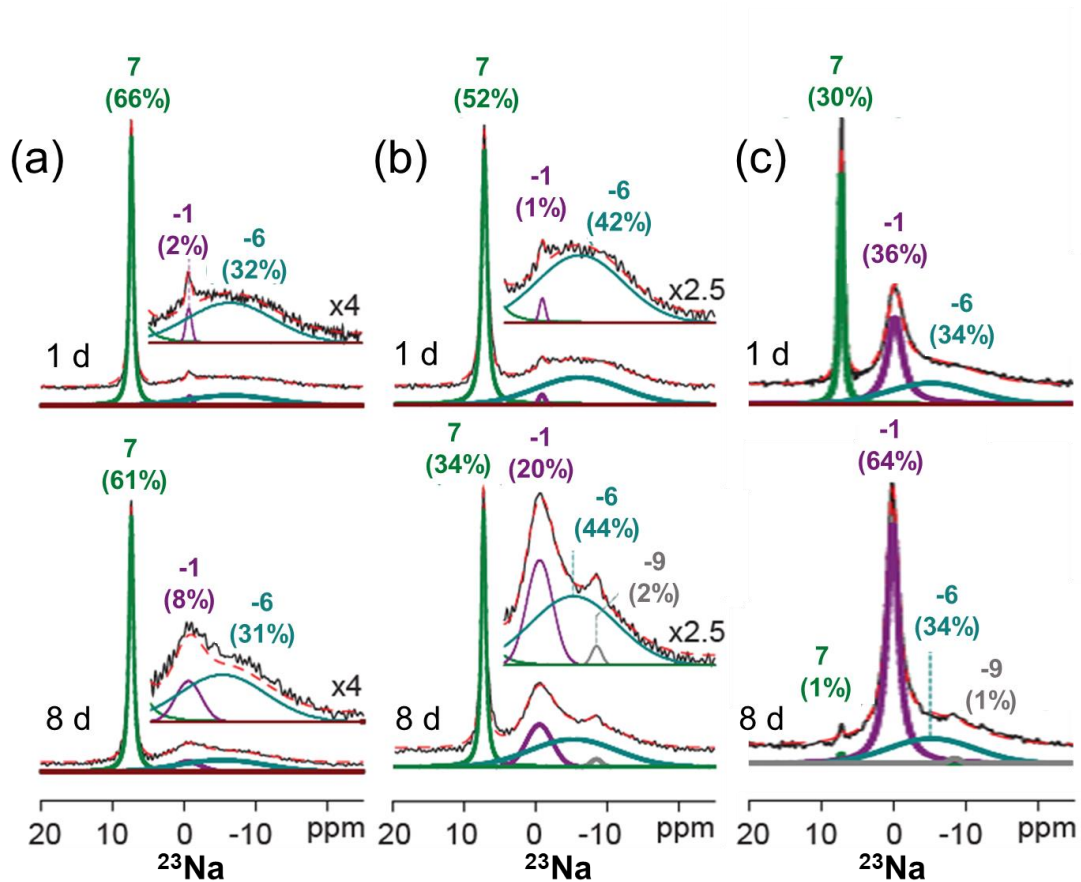 (a)
7
(66%)
-1
(2%)
-6
(32%)
x4
1 d
7
(61%)
-1
(8%)
-6
(31%)
x4
8 d
20 10 0 -10 ppm
²³Na
(b)
7
(52%)
-1
(1%)
-6
(42%)
x2.5
1 d
7
(34%)
-1
(20%)
-6
(44%)
-9
(2%)
x2.5
8 d
20 10 0 -10 ppm
²³Na
(c)
7
(30%)
-1
(36%)
-6
(34%)
1 d
-1
(64%)
-6
(34%)
7
(1%)
-9
(1%)
8 d
20 10 0 -10 ppm
²³Na